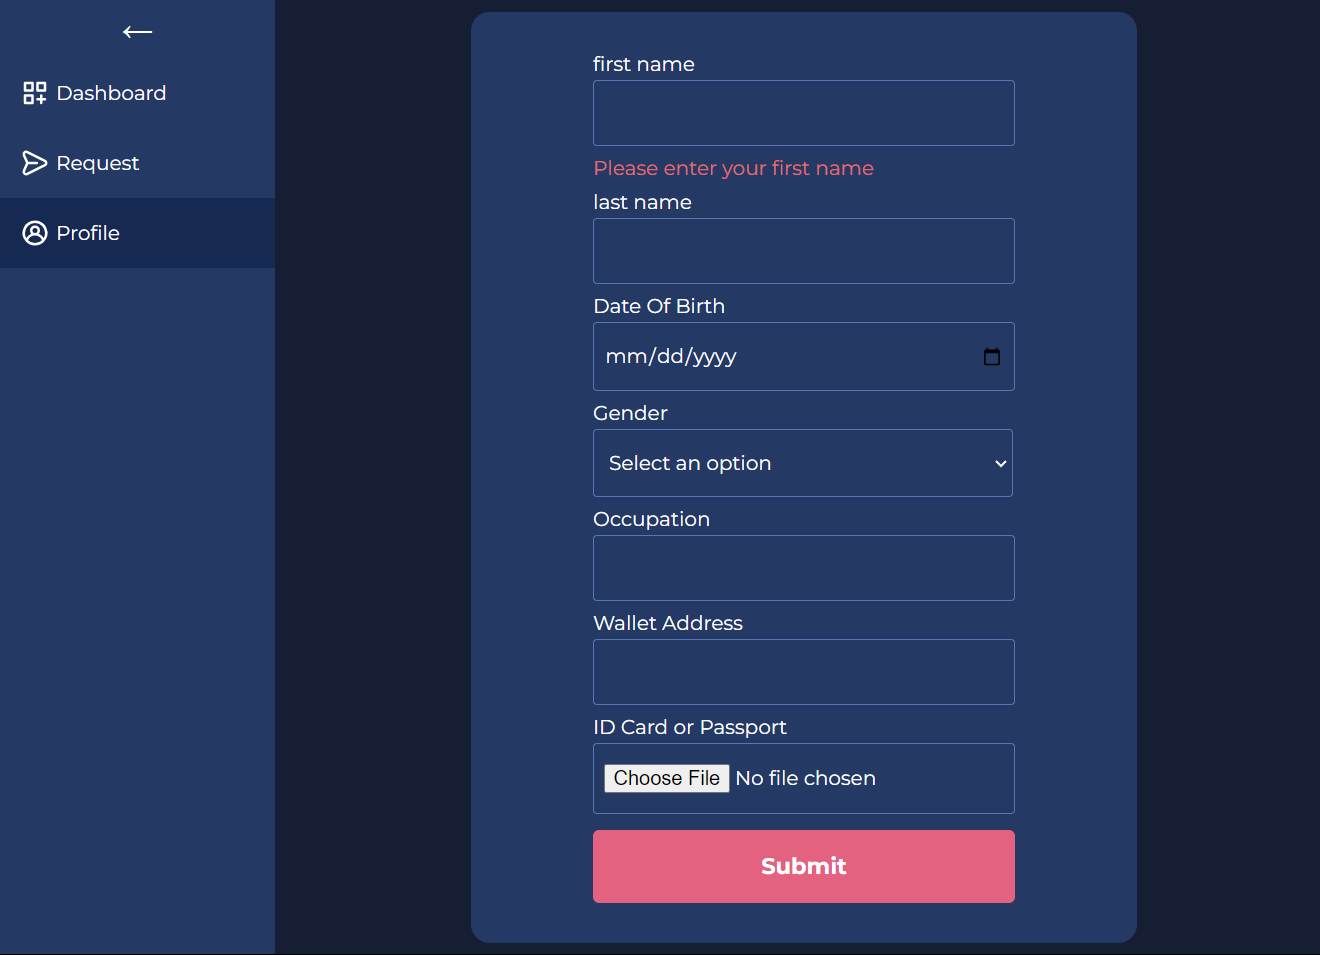 Dashboard
Request
Profile
first name
Please enter your first name
last name
Date Of Birth
mm/dd/yyyy
Gender
Select an option
Occupation
Wallet Address
ID Card or Passport
Choose File No file chosen
Submit